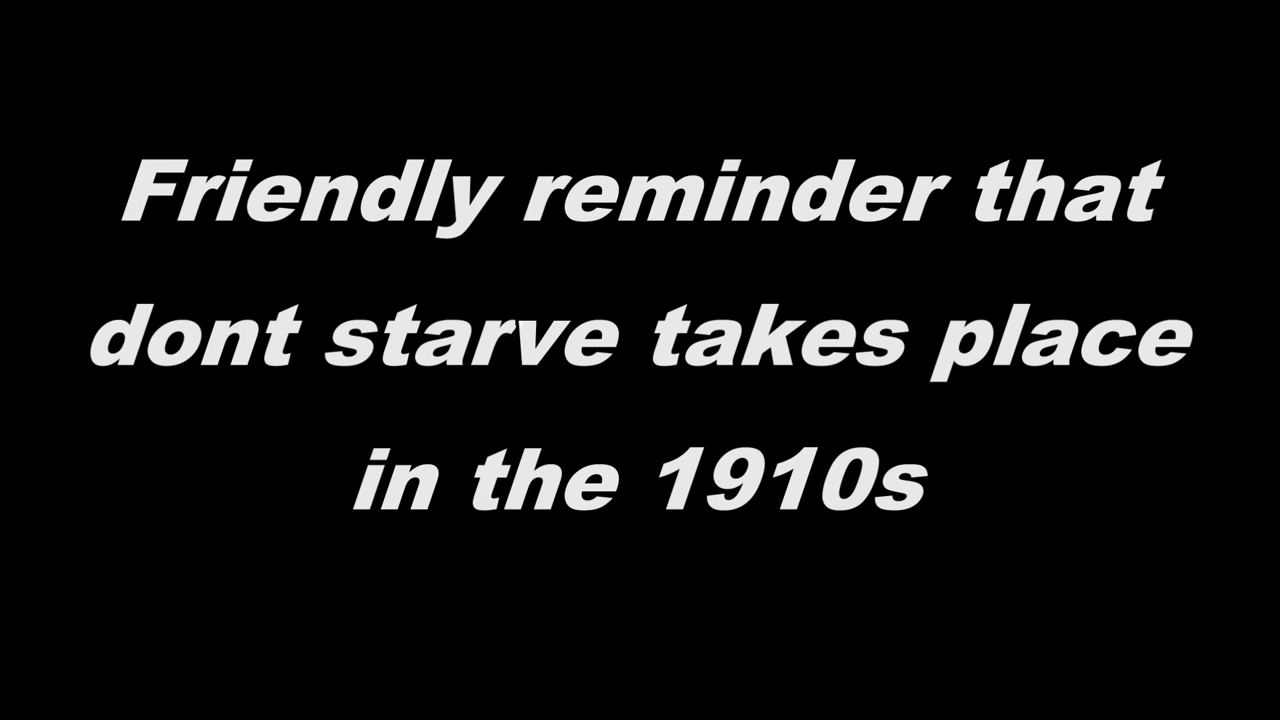 Friendly reminder that
dont starve takes place
in the 1910s